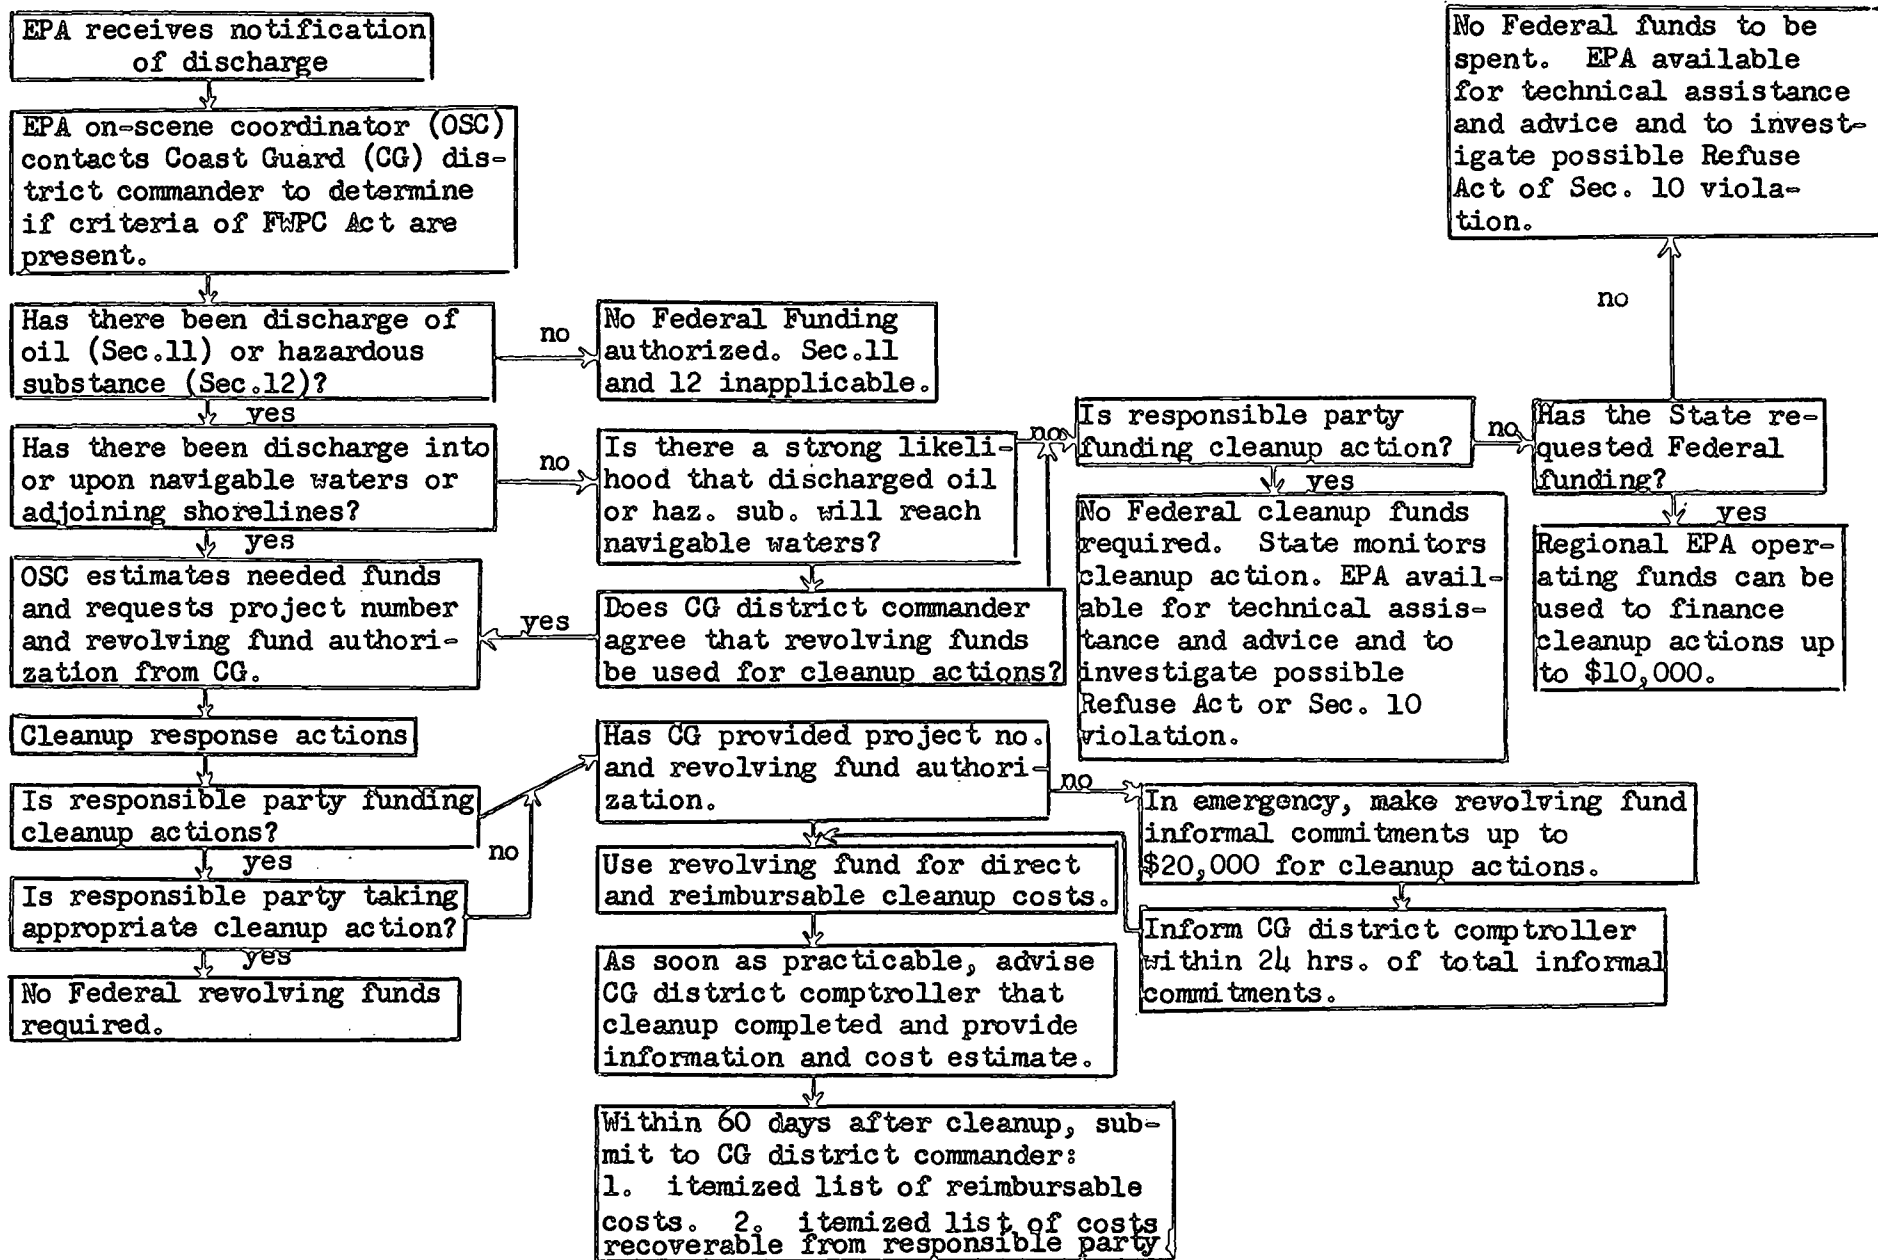 EPA receives notification
of discharge
EPA on-scene coordinator (OSC)
contacts Coast Guard (CG) dis-
trict commander to determine
if criteria of FWPC Act are
present.
Has there been discharge of
oil (Sec.11) or hazardous
substance (Sec.12)?
no
No Federal Funding
authorized. Sec.11
and 12 inapplicable.
yes
Has there been discharge into
or upon navigable waters or
adjoining shorelines?
no
Is there a strong likeli-
hood that discharged oil
or haz. sub. will reach
navigable waters?
no
Is responsible party
funding cleanup action?
no
Has the State re-
quested Federal
funding?
no
No Federal funds to be
spent. EPA available
for technical assistance
and advice and to invest-
igate possible Refuse
Act of Sec. 10 viola-
tion.
yes
Regional EPA oper-
ating funds can be
used to finance
cleanup actions up
to $10,000.
yes
No Federal cleanup funds
required. State monitors
cleanup action. EPA avail-
able for technical assis-
tance and advice and to
investigate possible
Refuse Act or Sec. 10
violation.
yes
OSC estimates needed funds
and requests project number
and revolving fund authori-
zation from CG.
yes
Does CG district commander
agree that revolving funds
be used for cleanup actions?
Cleanup response actions
Is responsible party funding
cleanup actions?
yes
no
Is responsible party taking
appropriate cleanup action?
yes
No Federal revolving funds
required.
Has CG provided project no.
and revolving fund authori-
zation.
no
In emergency, make revolving fund
informal commitments up to
$20,000 for cleanup actions.
Inform CG district comptroller
within 24 hrs. of total informal
commitments.
Use revolving fund for direct
and reimbursable cleanup costs.
As soon as practicable, advise
CG district comptroller that
cleanup completed and provide
information and cost estimate.
Within 60 days after cleanup, sub-
mit to CG district commander:
1. itemized list of reimbursable
costs. 2. itemized list of costs
recoverable from responsible party